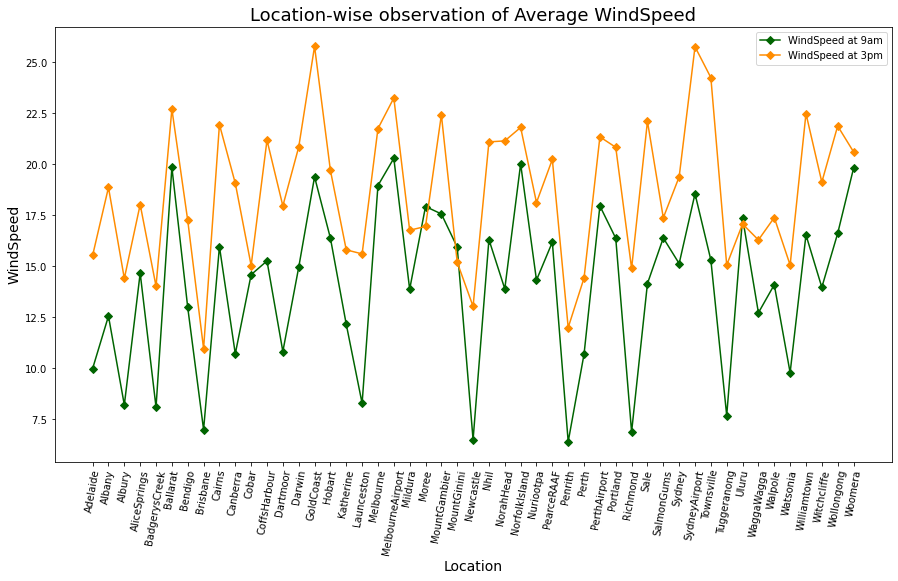 Location-wise observation of Average WindSpeed
WindSpeed at 9am
WindSpeed at 3pm
WindSpeed
25.0
22.5
20.0
17.5
15.0
12.5
10.0
7.5
Adelaide
Albany
Albury
AliceSprings
BadgerysCreek
Ballarat
Bendigo
Brisbane
Cairns
Canberra
Cobar
CoffsHarbour
Dartmoor
Darwin
GoldCoast
Hobart
Katherine
Launceston
Melbourne
MelbourneAirport
Mildura
Moree
MountGambier
MountGinini
Newcastle
Nhil
NorahHead
NorfolkIsland
Nuriootpa
PearceRAAF
Penrith
Perth
PerthAirport
Portland
Richmond
Sale
SalmonGums
Sydney
SydneyAirport
Townsville
Tuggeranong
Uluru
WaggaWagga
Walpole
Watsonia
Williamtown
Witchcliffe
Wollongong
Woomera
Location